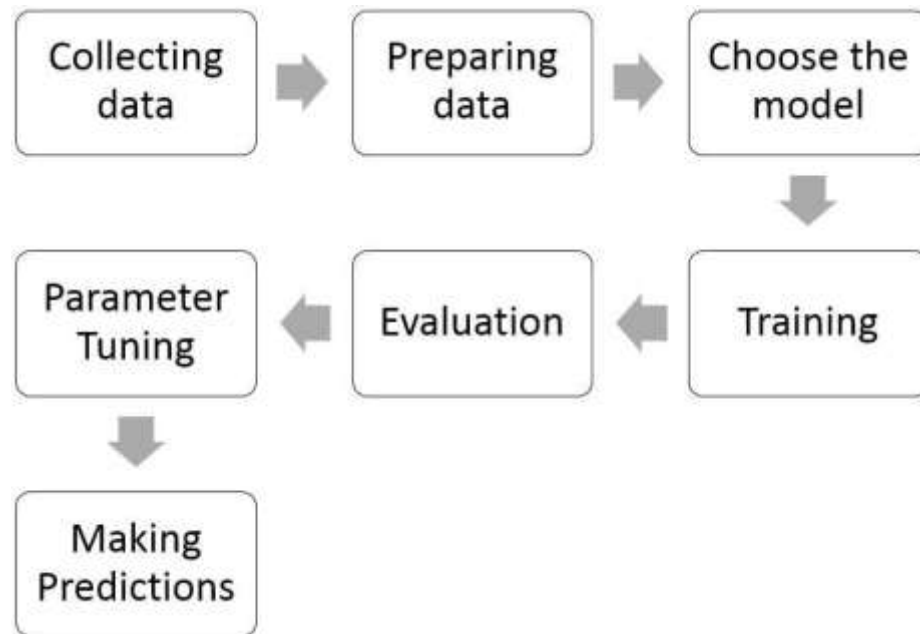 Collecting
data
Preparing
data
Choose the
model
Training
Evaluation
Parameter
Tuning
Making
Predictions